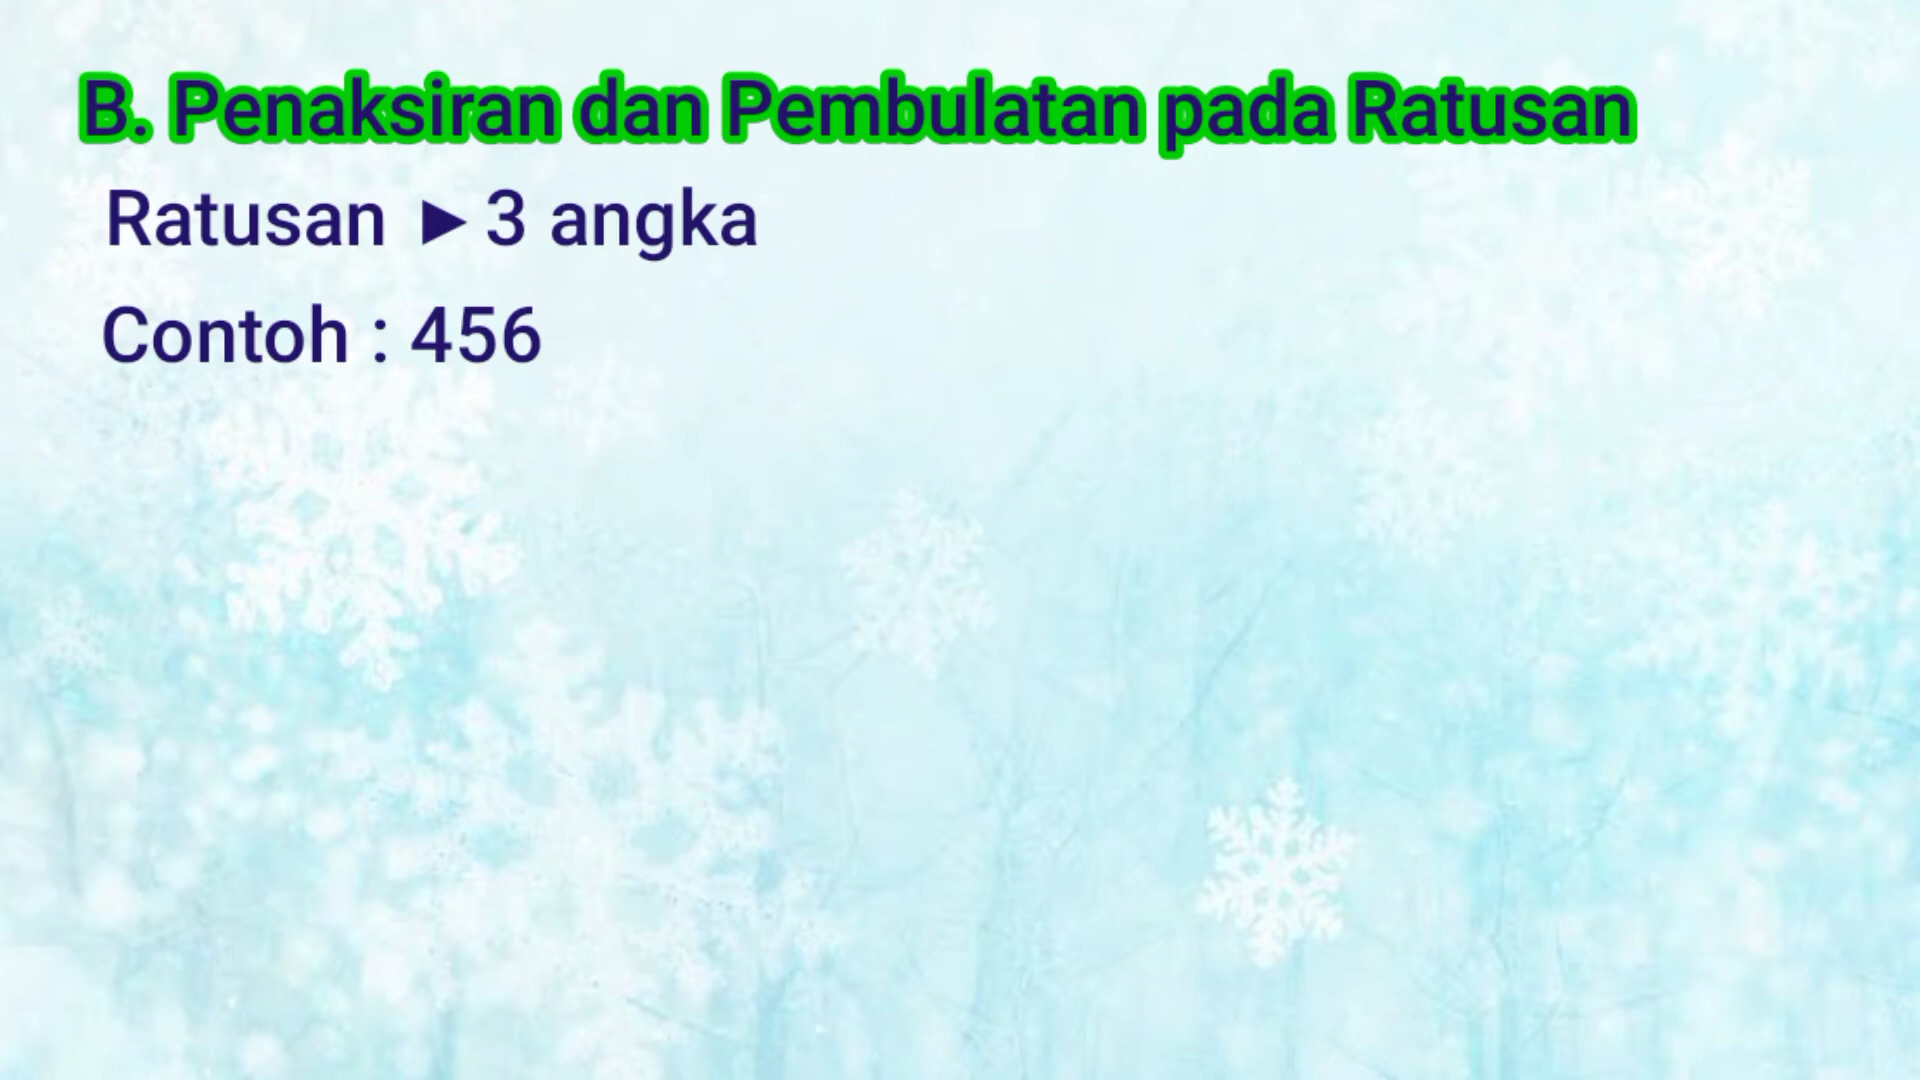 B. Penaksiran dan Pembulatan pada Ratusan
Ratusan ► 3 angka
Contoh : 456